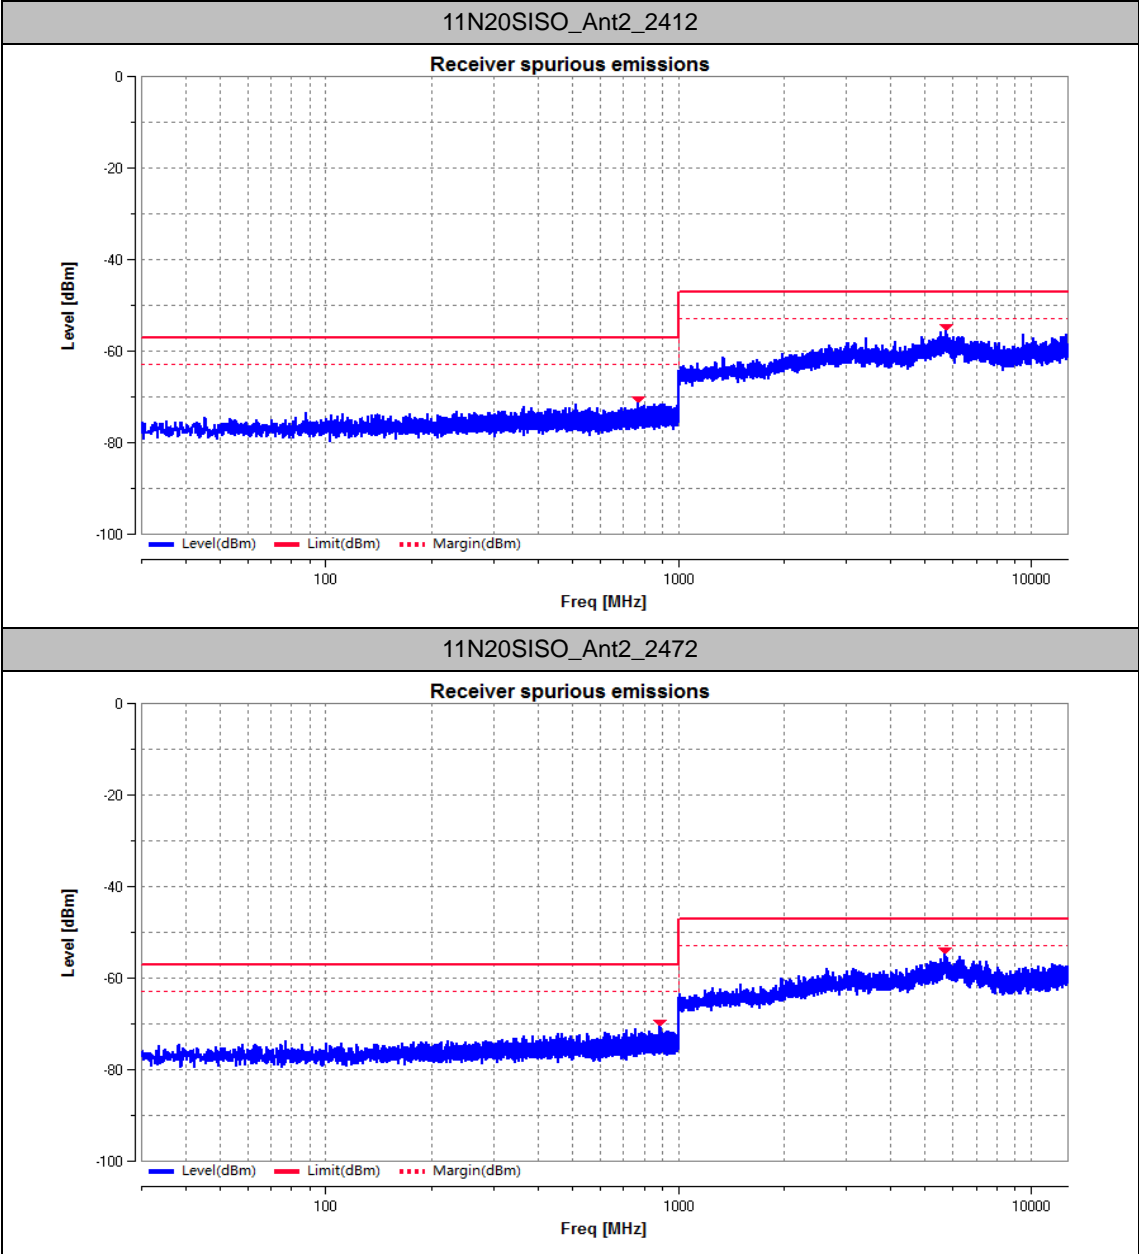 11N20SISO_Ant2_2412
Receiver spurious emissions
0
-20
-40
-60
-80
-100
Level [dBm]
Level(dBm) Limit(dBm) Margin(dBm)
100 1000 10000
Freq [MHz]
11N20SISO_Ant2_2472
Receiver spurious emissions
0
-20
-40
-60
-80
-100
Level [dBm]
Level(dBm) Limit(dBm) Margin(dBm)
100 1000 10000
Freq [MHz]